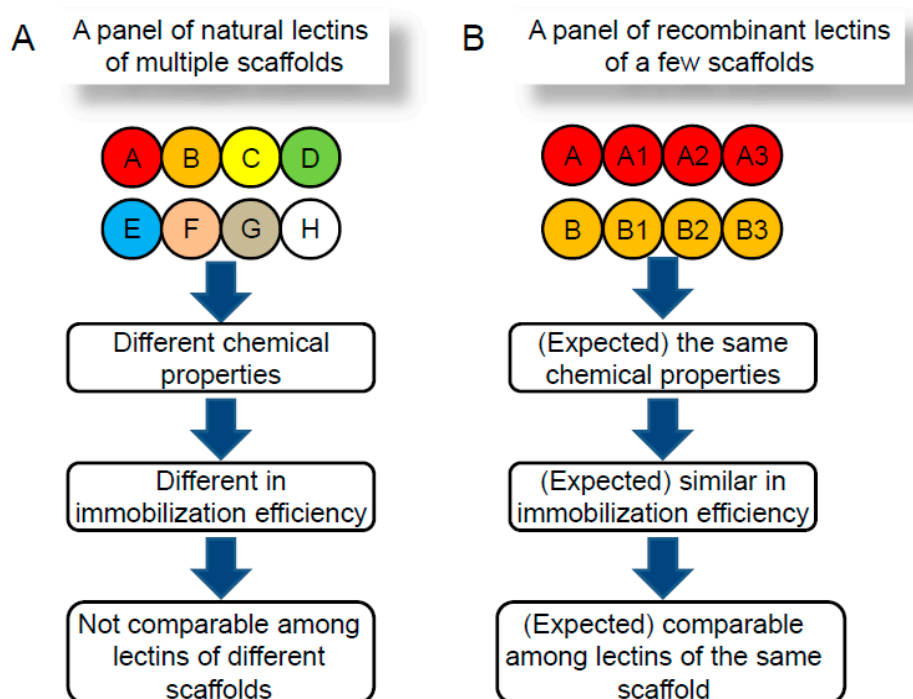 A
A panel of natural lectins
of multiple scaffolds
A B C D
E F G H
Different chemical
properties
Different in
immobilization efficiency
Not comparable among
lectins of different
scaffolds
B
A panel of recombinant lectins
of a few scaffolds
A A1 A2 A3
B B1 B2 B3
(Expected) the same
chemical properties
(Expected) similar in
immobilization efficiency
(Expected) comparable
among lectins of the same
scaffold